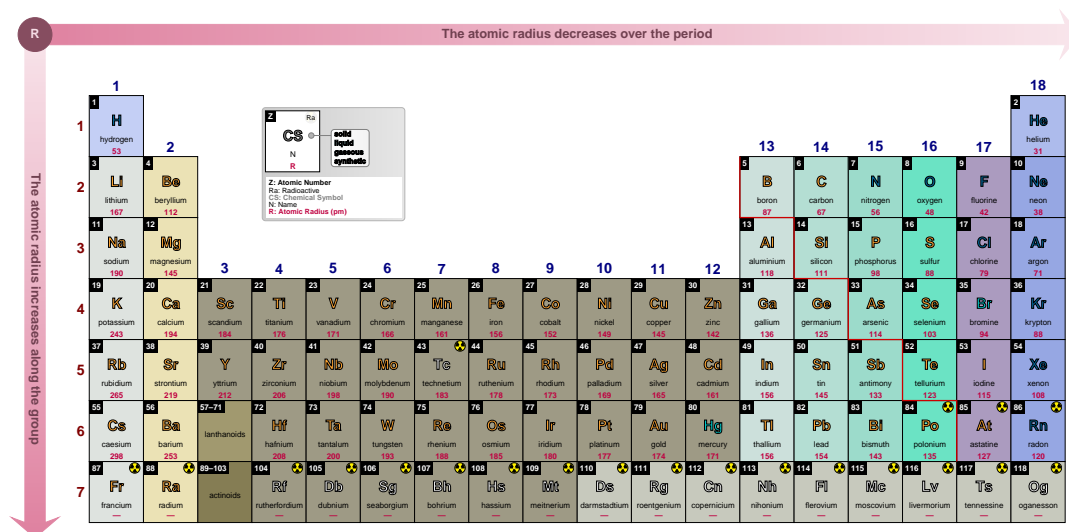 R
The atomic radius decreases over the period
The atomic radius increases along the group
1 18
1 2
H He
hydrogen helium
53 31
Z Ra
CS
N
R
solid
liquid
gaseous
synthetic
Z: Atomic Number
Ra: Radioactive
CS: Chemical Symbol
N: Name
R: Atomic Radius (pm)
1
2 13 14 15 16 17
3 4 5 6 7 8 9 10
Li Be B C N O F Ne
lithium beryllium boron carbon nitrogen oxygen fluorine neon
167 112 87 67 56 48 42 38
2
11 12 13 14 15 16 17 18
Na Mg Al Si P S Cl Ar
sodium magnesium aluminium silicon phosphorus sulfur chlorine argon
190 145 118 111 98 88 79 71
3
3 4 5 6 7 8 9 10 11 12
19 20 21 22 23 24 25 26 27 28 29 30 31 32 33 34 35 36
K Ca Sc Ti V Cr Mn Fe Co Ni Cu Zn Ga Ge As Se Br Kr
potassium calcium scandium titanium vanadium chromium manganese iron cobalt nickel copper zinc gallium germanium arsenic selenium bromine krypton
243 194 184 176 171 166 161 156 152 149 145 142 136 125 114 103 94 88
4
37 38 39 40 41 42 43 44 45 46 47 48 49 50 51 52 53 54
Rb Sr Y Zr Nb Mo Tc Ru Rh Pd Ag Cd In Sn Sb Te I Xe
rubidium strontium yttrium zirconium niobium molybdenum technetium ruthenium rhodium palladium silver cadmium indium tin antimony tellurium iodine xenon
265 219 212 206 198 190 183 178 173 169 165 161 156 145 133 123 115 108
5
55 56 57–71 72 73 74 75 76 77 78 79 80 81 82 83 84 85 86
Cs Ba Hf Ta W Re Os Ir Pt Au Hg Tl Pb Bi Po At Rn
caesium barium lanthanoids hafnium tantalum tungsten rhenium osmium iridium platinum gold mercury thallium lead bismuth polonium astatine radon
298 253 208 200 193 188 185 180 177 174 171 156 154 143 135 127 120
6
87 88 89–103 104 105 106 107 108 109 110 111 112 113 114 115 116 117 118
Fr Ra Rf Db Sg Bh Hs Mt Ds Rg Cn Nh Fl Mc Lv Ts Og
francium radium actinoids rutherfordium dubnium seaborgium bohrium hassium meitnerium darmstadtium roentgenium copernicium nihonium flerovium moscovium livermorium tennessine oganesson
— — — — — — — — — — — — — — — — —
7